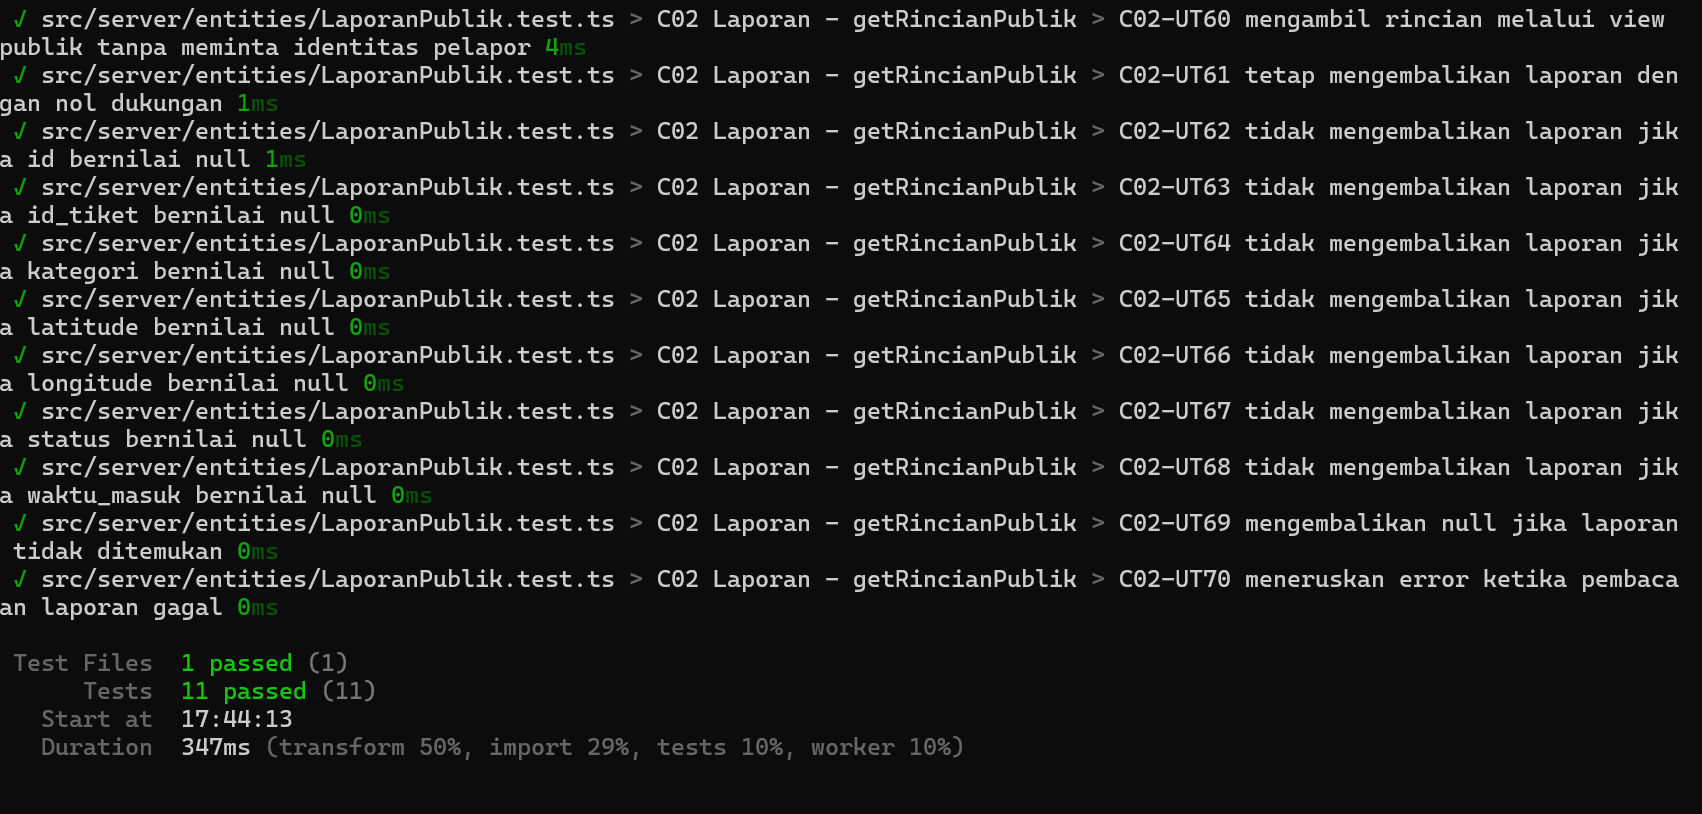 ✓ src/server/entities/LaporanPublik.test.ts > C02 Laporan - getRincianPublik > C02-UT60 mengambil rincian melalui view
publik tanpa meminta identitas pelapor 4ms
✓ src/server/entities/LaporanPublik.test.ts > C02 Laporan - getRincianPublik > C02-UT61 tetap mengembalikan laporan den
gan nol dukungan 1ms
✓ src/server/entities/LaporanPublik.test.ts > C02 Laporan - getRincianPublik > C02-UT62 tidak mengembalikan laporan jik
a id bernilai null 1ms
✓ src/server/entities/LaporanPublik.test.ts > C02 Laporan - getRincianPublik > C02-UT63 tidak mengembalikan laporan jik
a id_tiket bernilai null 0ms
✓ src/server/entities/LaporanPublik.test.ts > C02 Laporan - getRincianPublik > C02-UT64 tidak mengembalikan laporan jik
a kategori bernilai null 0ms
✓ src/server/entities/LaporanPublik.test.ts > C02 Laporan - getRincianPublik > C02-UT65 tidak mengembalikan laporan jik
a latitude bernilai null 0ms
✓ src/server/entities/LaporanPublik.test.ts > C02 Laporan - getRincianPublik > C02-UT66 tidak mengembalikan laporan jik
a longitude bernilai null 0ms
✓ src/server/entities/LaporanPublik.test.ts > C02 Laporan - getRincianPublik > C02-UT67 tidak mengembalikan laporan jik
a status bernilai null 0ms
✓ src/server/entities/LaporanPublik.test.ts > C02 Laporan - getRincianPublik > C02-UT68 tidak mengembalikan laporan jik
a waktu_masuk bernilai null 0ms
✓ src/server/entities/LaporanPublik.test.ts > C02 Laporan - getRincianPublik > C02-UT69 mengembalikan null jika laporan
tidak ditemukan 0ms
✓ src/server/entities/LaporanPublik.test.ts > C02 Laporan - getRincianPublik > C02-UT70 meneruskan error ketika pembaca
an laporan gagal 0ms
Test Files 1 passed (1)
Tests 11 passed (11)
Start at 17:44:13
Duration 347ms (transform 50%, import 29%, tests 10%, worker 10%)